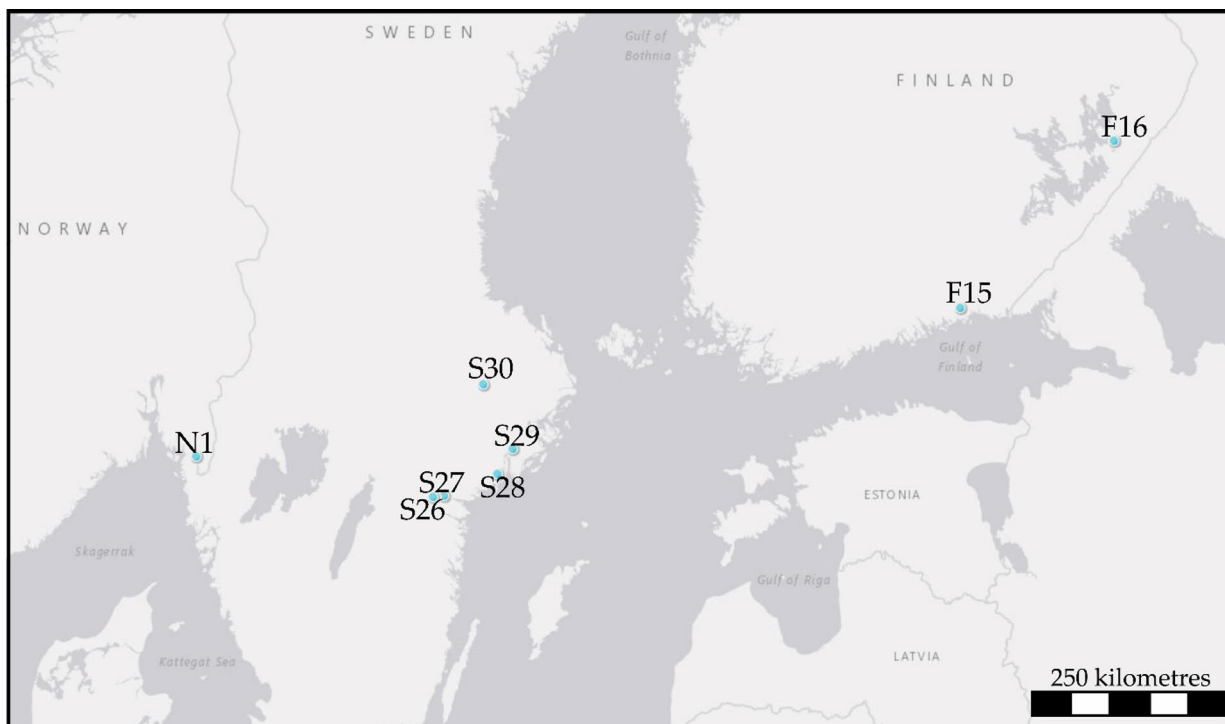 SWEDEN
Gulf of
Bothnia
FINLAND
F16
NORWAY
F15
Gulf of
Finland
S30
S29
N1
S27
S28
S26
ESTONIA
Skagerrak
Gulf of Riga
Kattegat Sea
LATVIA
250 kilometres